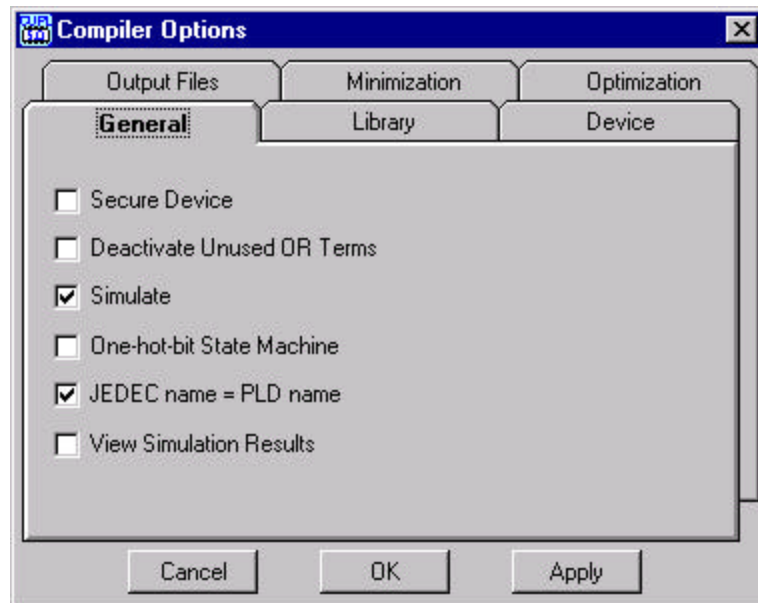 Compiler Options
Output Files
Minimization
Optimization
General
Library
Device
Secure Device
Deactivate Unused OR Terms
Simulate
One-hot-bit State Machine
JEDEC name = PLD name
View Simulation Results
Cancel
OK
Apply